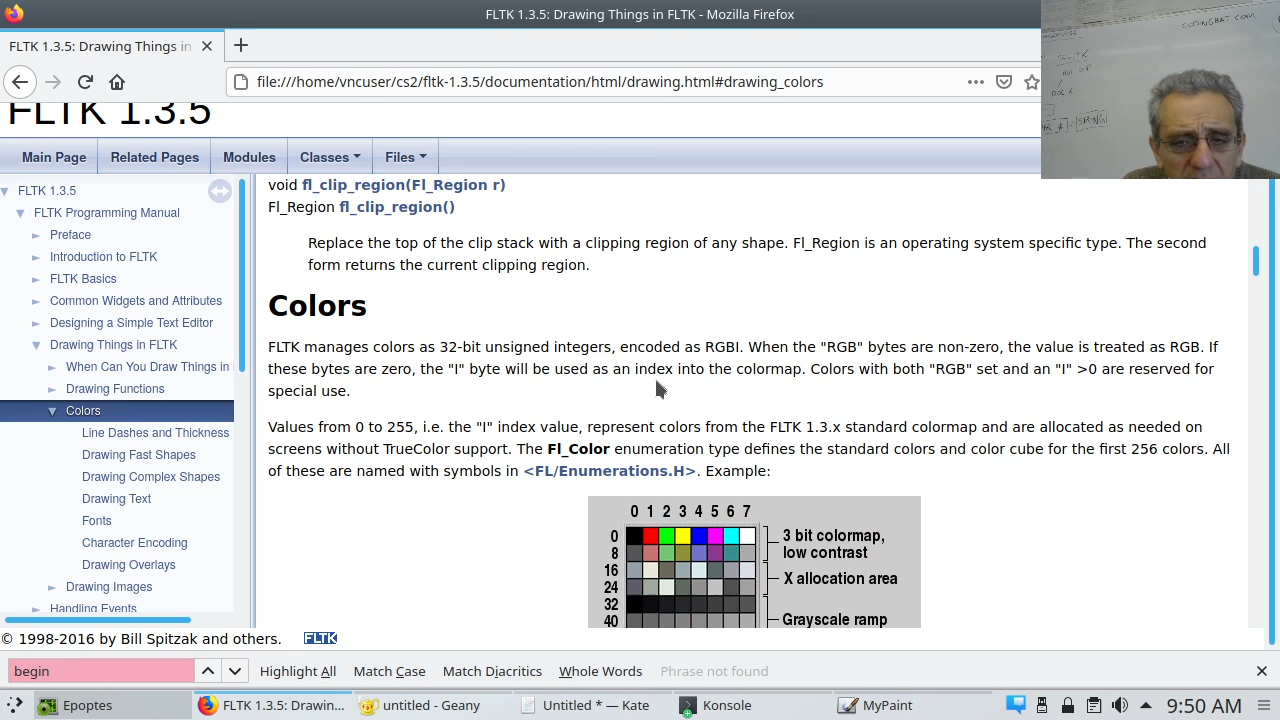 FLTK 1.3.5: Drawing Things in FLTK - Mozilla Firefox
FLTK 1.3.5: Drawing Things in
CODINGBAT.COM
file:///home/vncuser/cs2/fltk-1.3.5/documentation/html/drawing.html#drawing_colors
FLTK 1.3.5
Main Page
Related Pages
Modules
Classes
Files
FLTK 1.3.5
FLTK Programming Manual
Preface
Introduction to FLTK
FLTK Basics
Common Widgets and Attributes
Designing a Simple Text Editor
Drawing Things in FLTK
When Can You Draw Things in
Drawing Functions
Colors
Line Dashes and Thickness
Drawing Fast Shapes
Drawing Complex Shapes
Drawing Text
Fonts
Character Encoding
Drawing Overlays
Drawing Images
Handling Events
void fl_clip_region(Fl_Region r)
Fl_Region fl_clip_region()
Replace the top of the clip stack with a clipping region of any shape. Fl_Region is an operating system specific type. The second
form returns the current clipping region.
Colors
FLTK manages colors as 32-bit unsigned integers, encoded as RGBI. When the "RGB" bytes are non-zero, the value is treated as RGB. If
these bytes are zero, the "I" byte will be used as an index into the colormap. Colors with both "RGB" set and an "I" >0 are reserved for
special use.
Values from 0 to 255, i.e. the "I" index value, represent colors from the FLTK 1.3.x standard colormap and are allocated as needed on
screens without TrueColor support. The Fl_Color enumeration type defines the standard colors and color cube for the first 256 colors. All
of these are named with symbols in <FL/Enumerations.H>. Example:
0 1 2 3 4 5 6 7
0
8
16
24
32
40
3 bit colormap,
low contrast
X allocation area
Grayscale ramp
© 1998-2016 by Bill Spitzak and others. FLTK
begin
Highlight All
Match Case
Match Diacritics
Whole Words
Phrase not found
Epoptes
FLTK 1.3.5: Drawin...
untitled - Geany
Untitled * — Kate
Konsole
MyPaint
9:50 AM